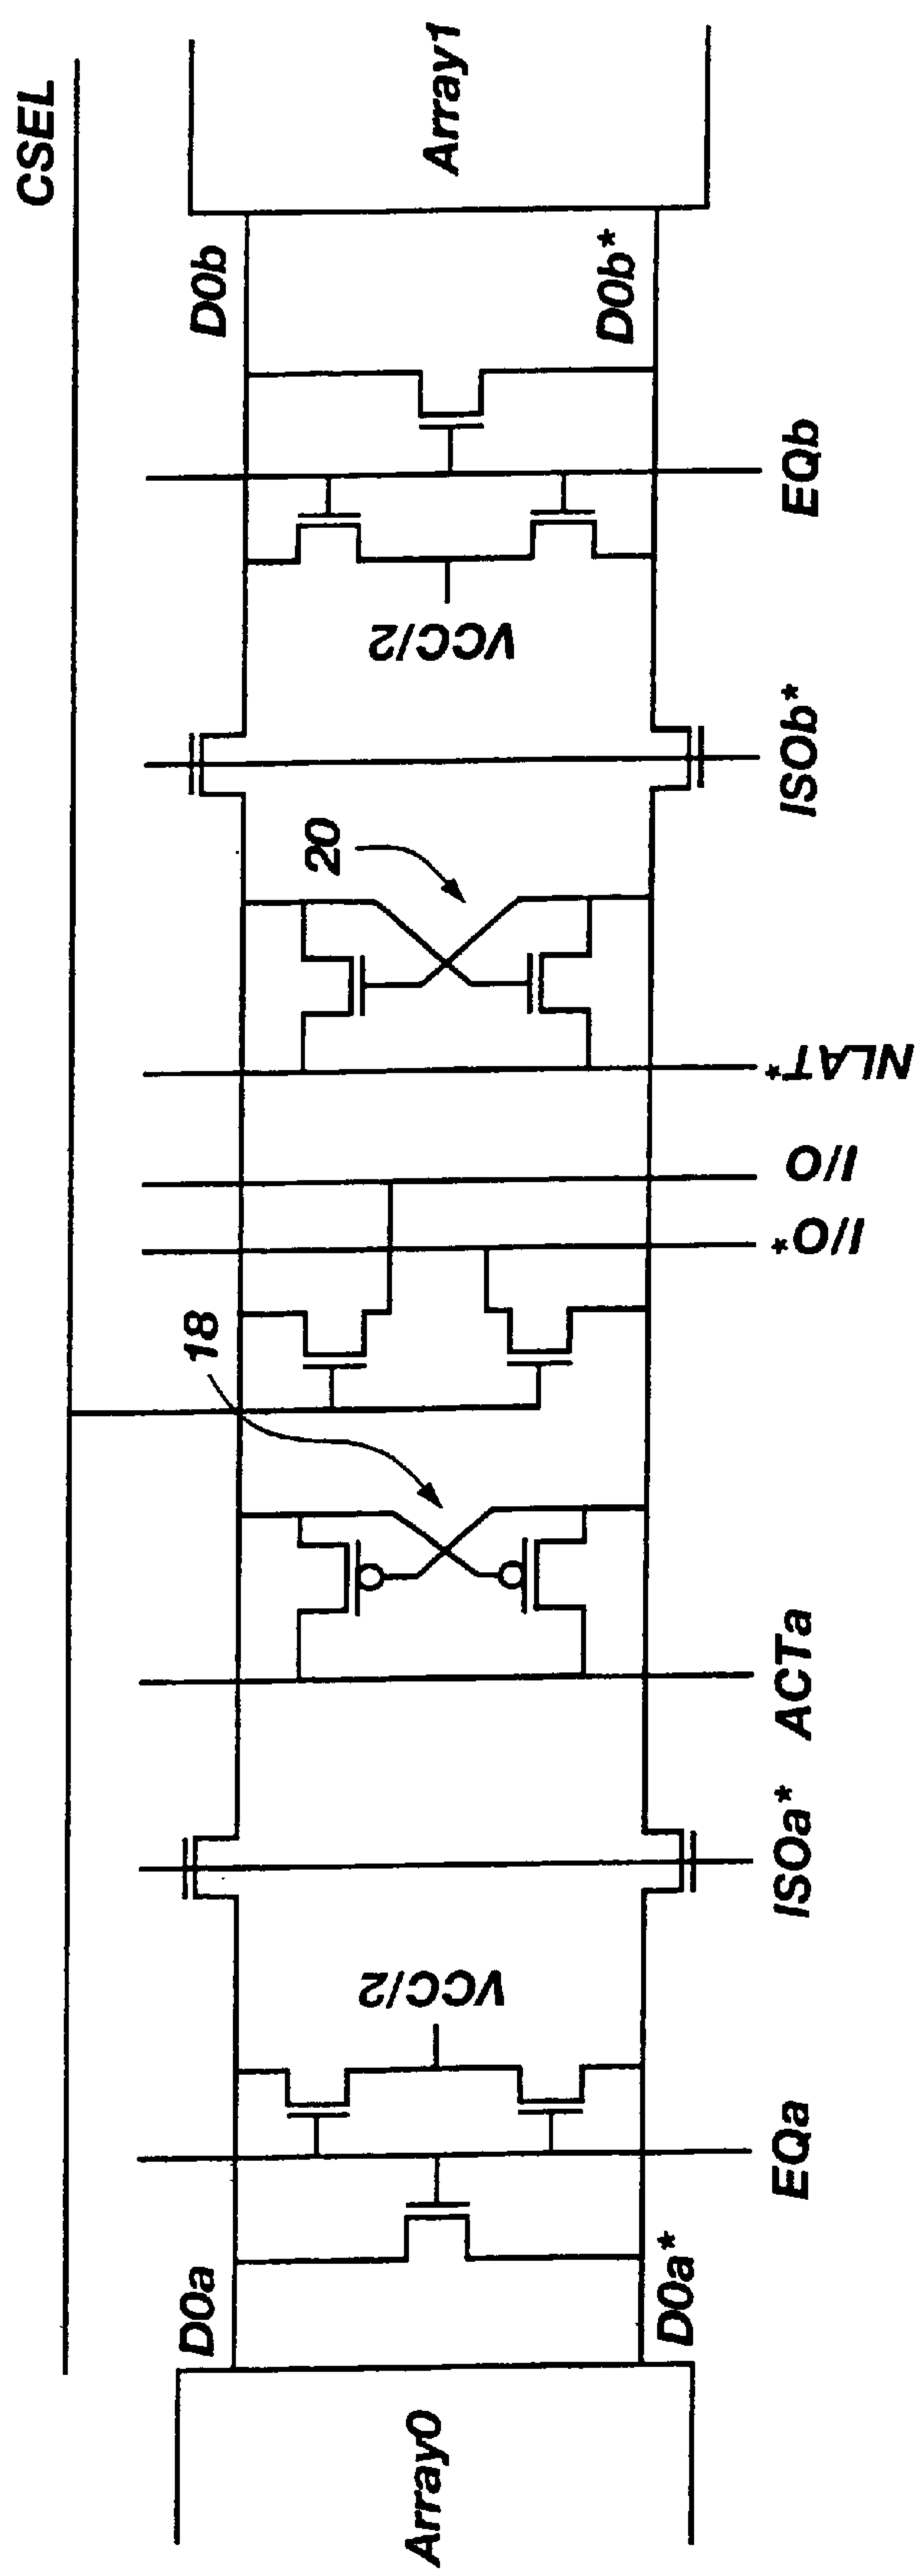 CSEL
Array0
D0a
D0a*
EQa
VCC/2
ISOa*
ACTa
18
I/O*
I/O
NLAT*
20
ISOb*
VCC/2
EQb
D0b
D0b*
Array1